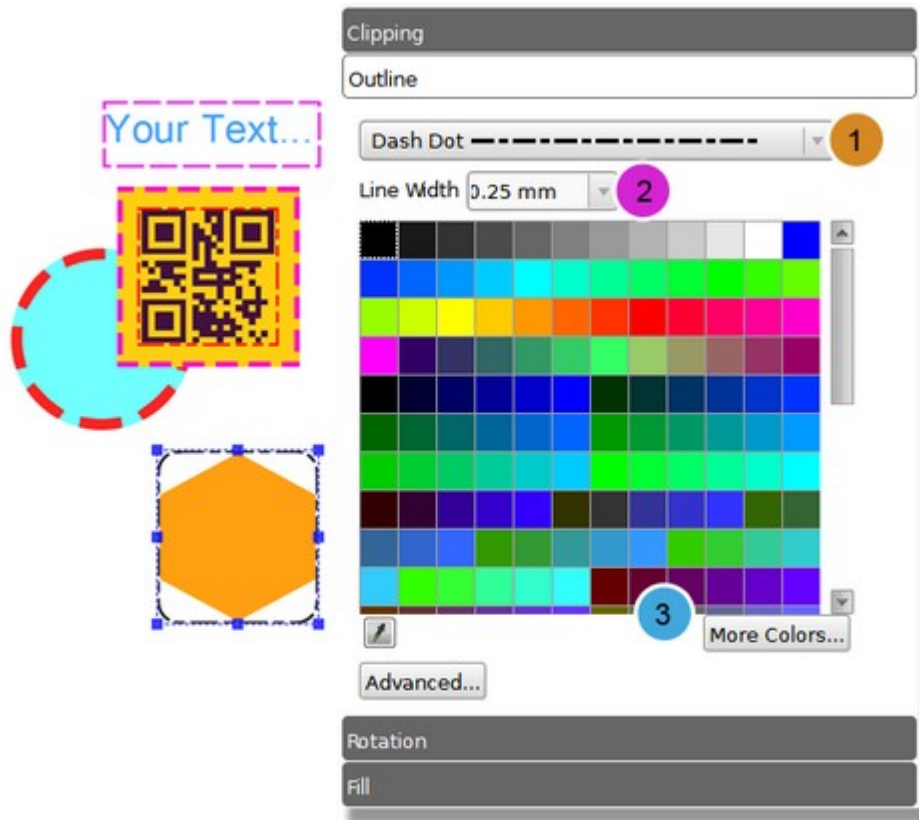 Clipping
Outline
Your Text...
Dash Dot
1
Line Width 0.25 mm
2
3
More Colors...
Advanced...
Rotation
Fill